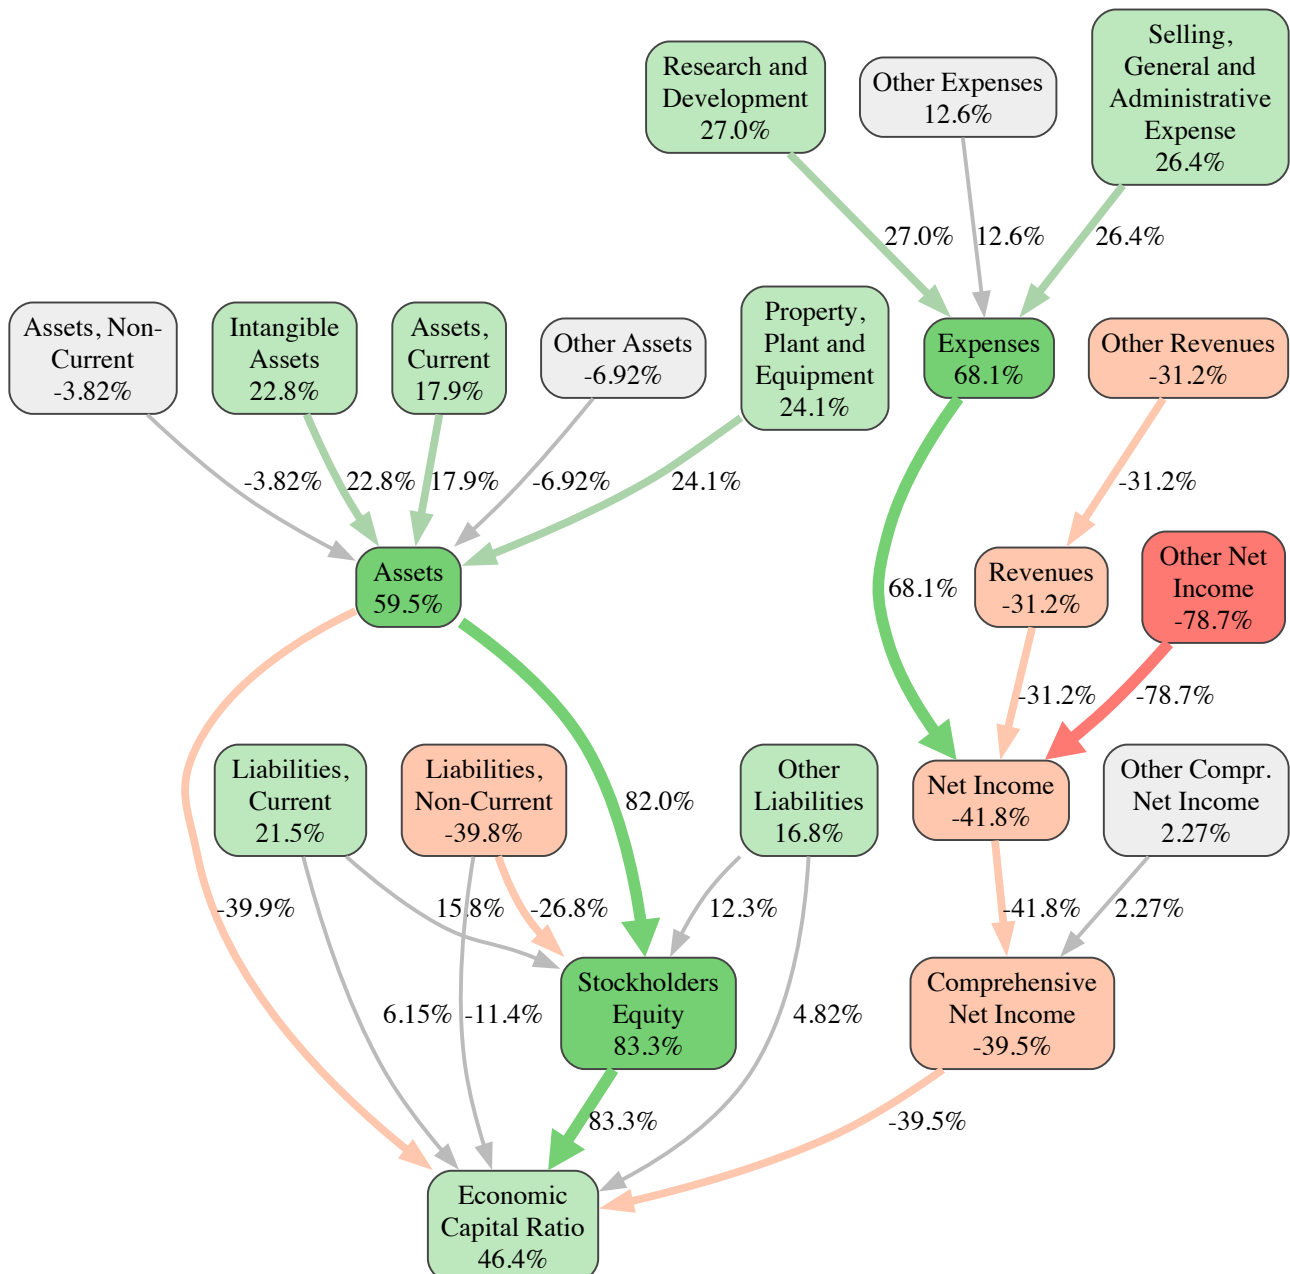 Selling,
General and
Administrative
Expense
26.4%
Research and
Development
27.0%
Other Expenses
12.6%
27.0%
12.6%
26.4%
Assets, Non-
Current
-3.82%
Intangible
Assets
22.8%
Assets,
Current
17.9%
Other Assets
-6.92%
Property,
Plant and
Equipment
24.1%
Expenses
68.1%
Other Revenues
-31.2%
-3.82%
22.8%
17.9%
-6.92%
24.1%
-31.2%
Assets
59.5%
68.1%
Revenues
-31.2%
Other Net
Income
-78.7%
-31.2%
-78.7%
Liabilities,
Current
21.5%
Liabilities,
Non-Current
-39.8%
82.0%
Other
Liabilities
16.8%
Net Income
-41.8%
Other Compr.
Net Income
2.27%
-39.9%
15.8%
-26.8%
12.3%
-41.8%
2.27%
6.15%
-11.4%
Stockholders
Equity
83.3%
4.82%
Comprehensive
Net Income
-39.5%
83.3%
-39.5%
Economic
Capital Ratio
46.4%